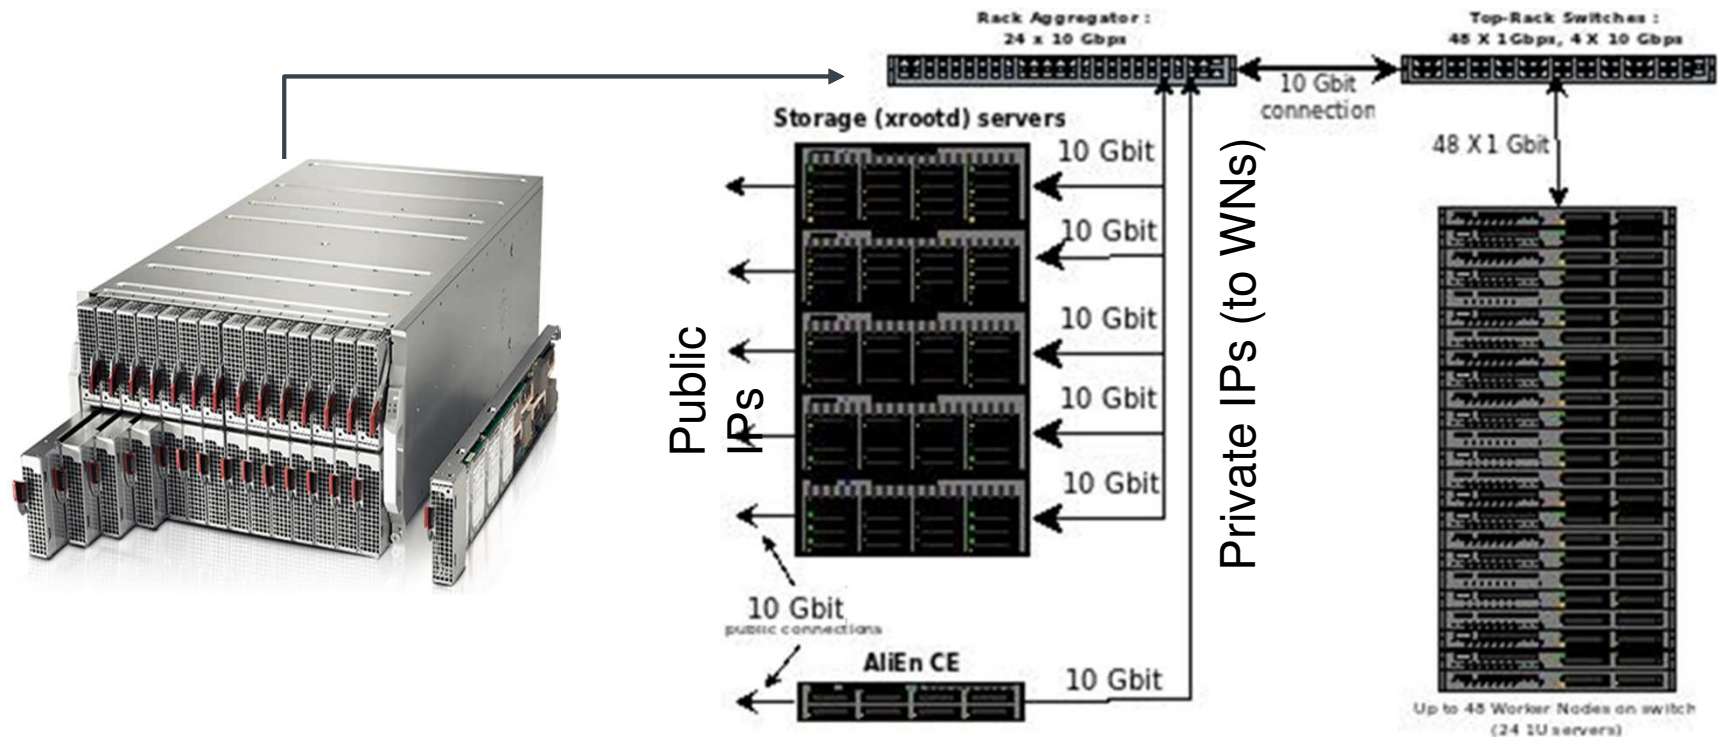 Rack Aggregator :
24 x 10 Gbps
Top-Rack Switches :
48 X 1Gbps, 4 X 10 Gbps
10 Gbit
connection
Storage (xrootd) servers
10 Gbit
10 Gbit
10 Gbit
10 Gbit
10 Gbit
48 X 1 Gbit
Public
IPs
Private IPs (to WNs)
10 Gbit
public connections
AliEn CE
10 Gbit
Up to 48 Worker Nodes on switch
(24 1U servers)